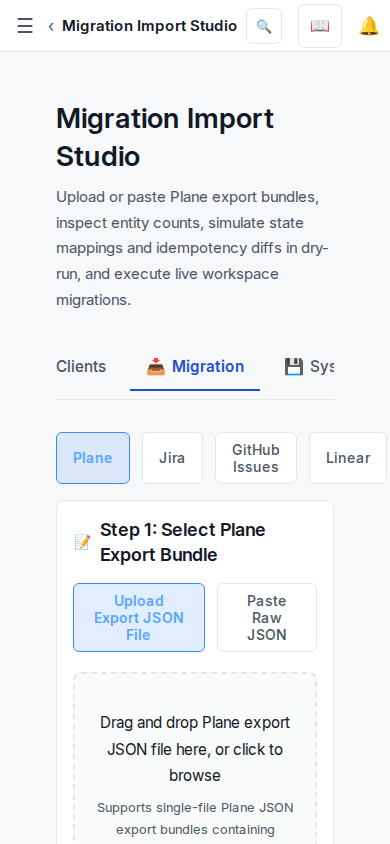 ☰ ‹ Migration Import Studio 🔍 📖 🔔
Migration Import
Studio
Upload or paste Plane export bundles,
inspect entity counts, simulate state
mappings and idempotency diffs in dry-
run, and execute live workspace
migrations.
Clients 📥 Migration 💾 Sys
Plane Jira GitHub Issues Linear
📝 Step 1: Select Plane
Export Bundle
Upload
Export JSON
File
Paste
Raw
JSON
Drag and drop Plane export
JSON file here, or click to
browse
Supports single-file Plane JSON
export bundles containing